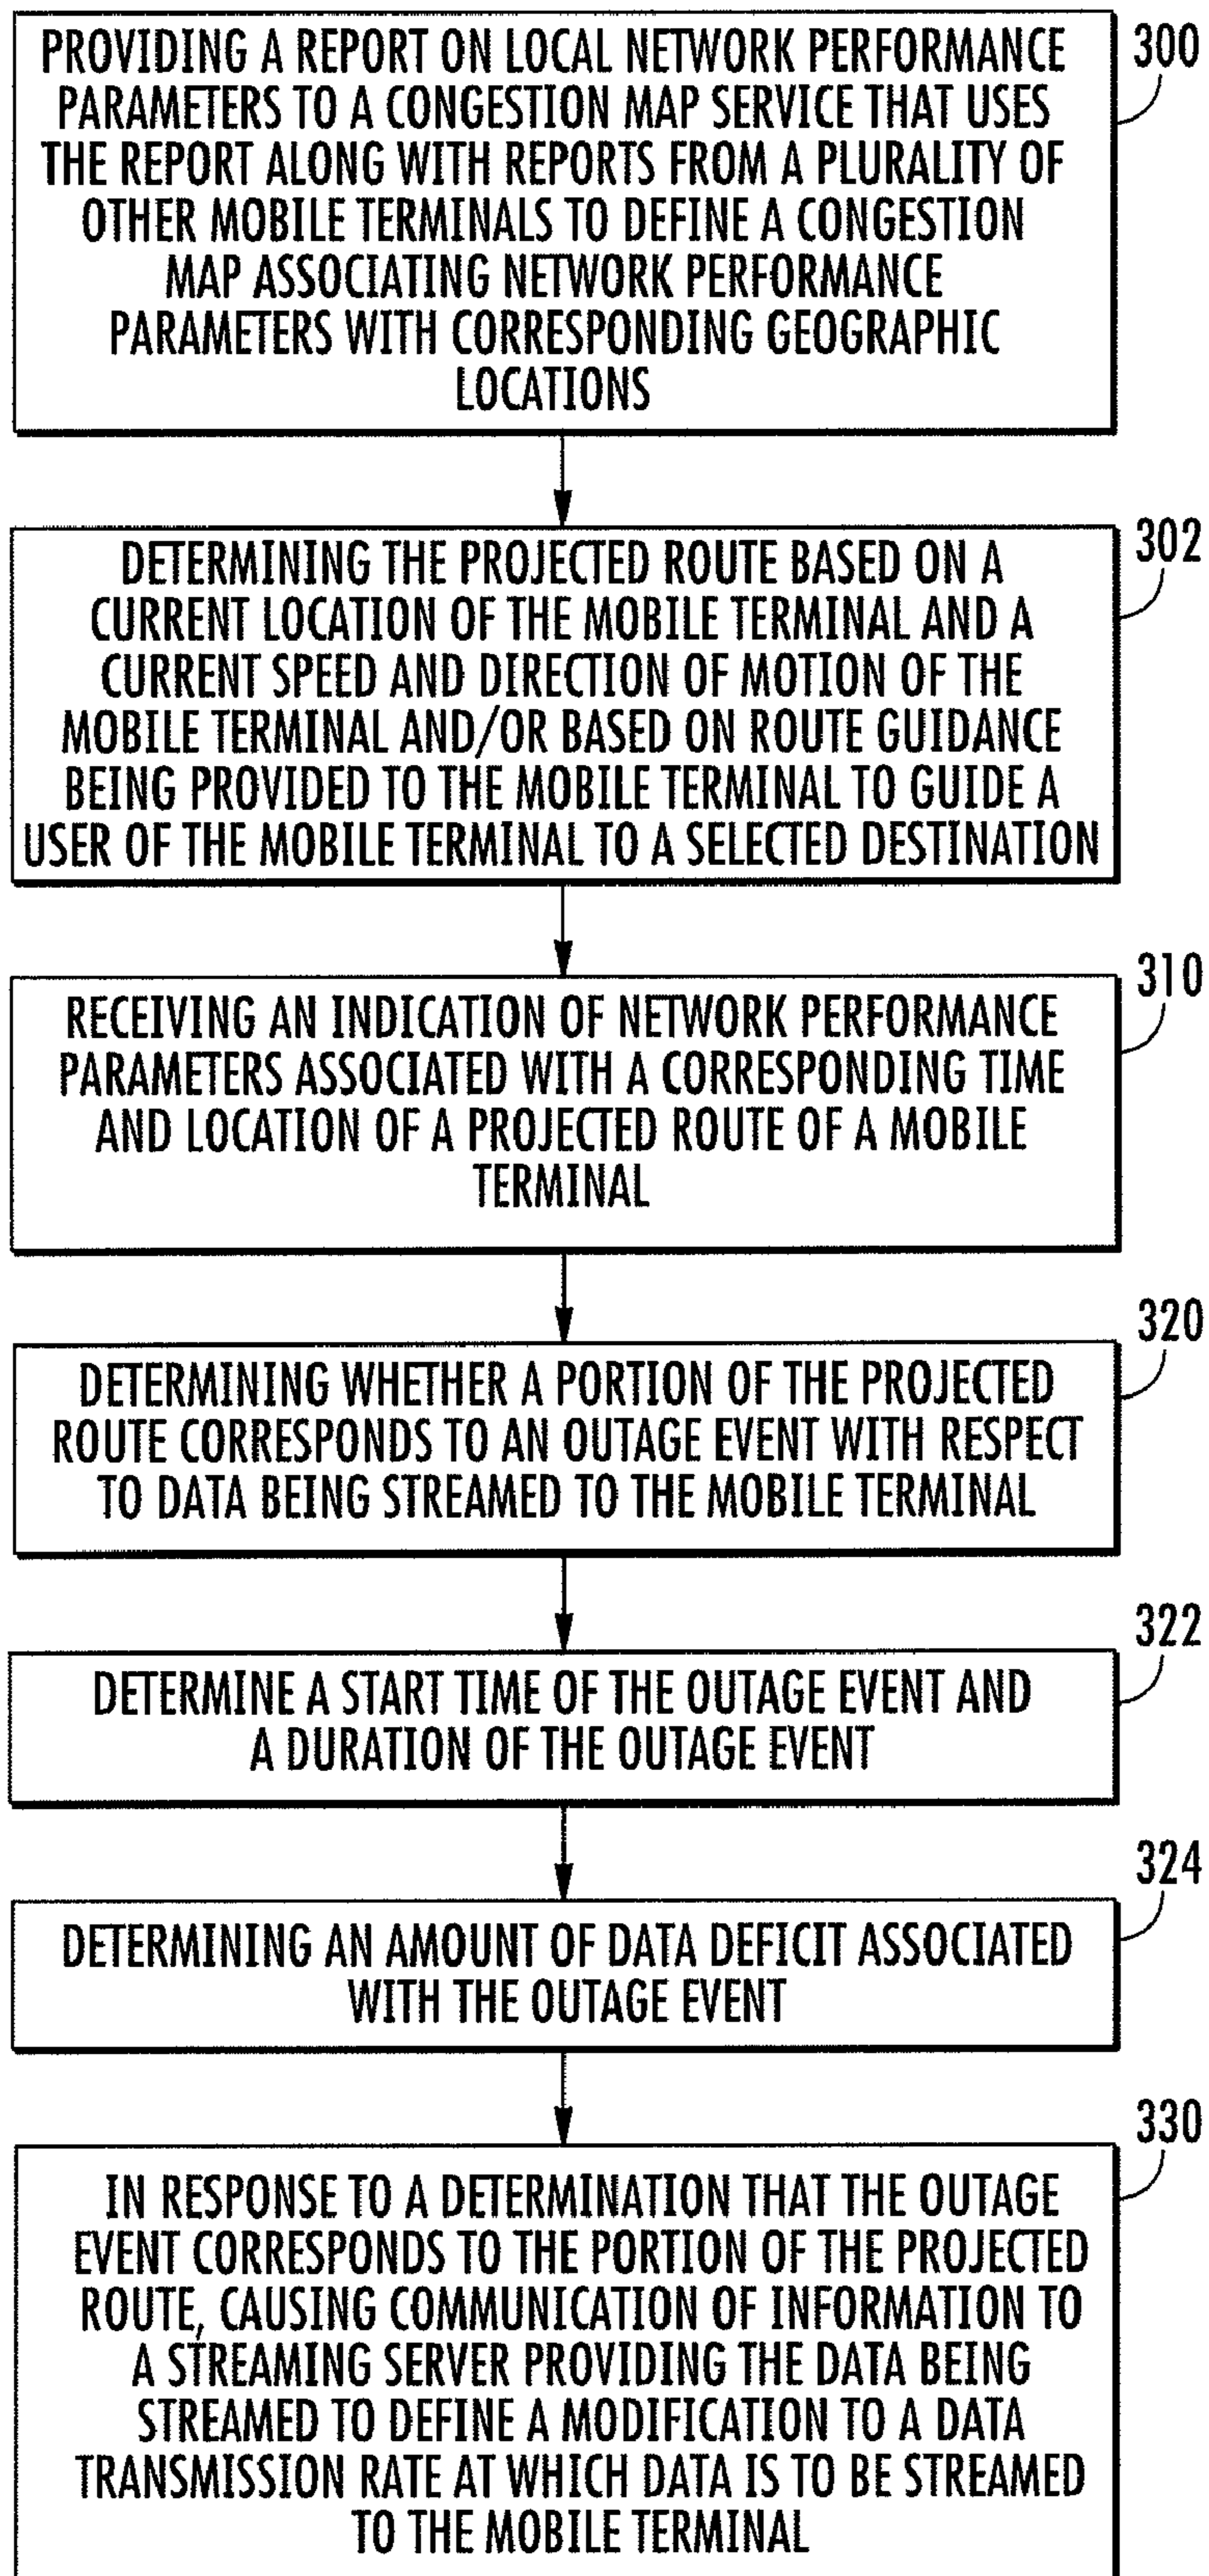 PROVIDING A REPORT ON LOCAL NETWORK PERFORMANCE
PARAMETERS TO A CONGESTION MAP SERVICE THAT USES
THE REPORT ALONG WITH REPORTS FROM A PLURALITY OF
OTHER MOBILE TERMINALS TO DEFINE A CONGESTION
MAP ASSOCIATING NETWORK PERFORMANCE
PARAMETERS WITH CORRESPONDING GEOGRAPHIC
LOCATIONS
300
DETERMINING THE PROJECTED ROUTE BASED ON A
CURRENT LOCATION OF THE MOBILE TERMINAL AND A
CURRENT SPEED AND DIRECTION OF MOTION OF THE
MOBILE TERMINAL AND/OR BASED ON ROUTE GUIDANCE
BEING PROVIDED TO THE MOBILE TERMINAL TO GUIDE A
USER OF THE MOBILE TERMINAL TO A SELECTED DESTINATION
302
RECEIVING AN INDICATION OF NETWORK PERFORMANCE
PARAMETERS ASSOCIATED WITH A CORRESPONDING TIME
AND LOCATION OF A PROJECTED ROUTE OF A MOBILE
TERMINAL
310
DETERMINING WHETHER A PORTION OF THE PROJECTED
ROUTE CORRESPONDS TO AN OUTAGE EVENT WITH RESPECT
TO DATA BEING STREAMED TO THE MOBILE TERMINAL
320
DETERMINE A START TIME OF THE OUTAGE EVENT AND
A DURATION OF THE OUTAGE EVENT
322
DETERMINING AN AMOUNT OF DATA DEFICIT ASSOCIATED
WITH THE OUTAGE EVENT
324
IN RESPONSE TO A DETERMINATION THAT THE OUTAGE
EVENT CORRESPONDS TO THE PORTION OF THE PROJECTED
ROUTE, CAUSING COMMUNICATION OF INFORMATION TO
A STREAMING SERVER PROVIDING THE DATA BEING
STREAMED TO DEFINE A MODIFICATION TO A DATA
TRANSMISSION RATE AT WHICH DATA IS TO BE STREAMED
TO THE MOBILE TERMINAL
330